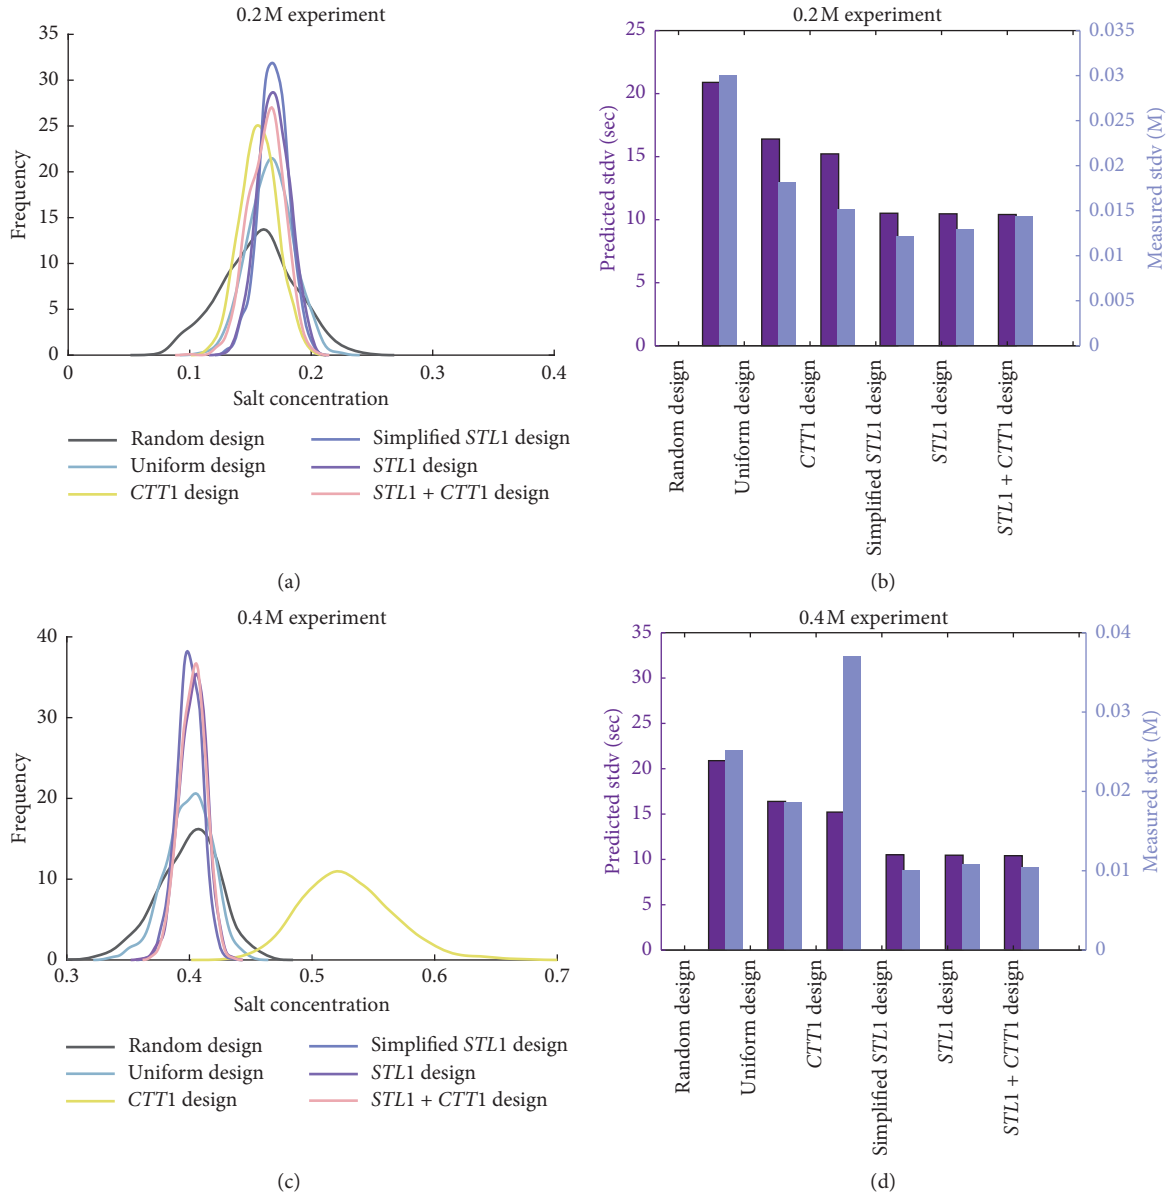 0.2 M experiment
35
30
25
20
15
10
5
0
Frequency
0
0.1
0.2
0.3
0.4
Salt concentration
Random design
Uniform design
CTT1 design
Simplified STL1 design
STL1 design
STL1 + CTT1 design
(a)
0.2 M experiment
25
20
15
10
5
0
Predicted stdv (sec)
0.035
0.03
0.025
0.02
0.015
0.01
0.005
0
Measured stdv (M)
Random design
Uniform design
CTT1 design
Simplified STL1 design
STL1 design
STL1 + CTT1 design
(b)
0.4 M experiment
40
30
20
10
0
Frequency
0.3
0.4
0.5
0.6
0.7
Salt concentration
Random design
Uniform design
CTT1 design
Simplified STL1 design
STL1 design
STL1 + CTT1 design
(c)
0.4 M experiment
35
30
25
20
15
10
5
0
Predicted stdv (sec)
0.04
0.03
0.02
0.01
0
Measured stdv (M)
Random design
Uniform design
CTT1 design
Simplified STL1 design
STL1 design
STL1 + CTT1 design
(d)